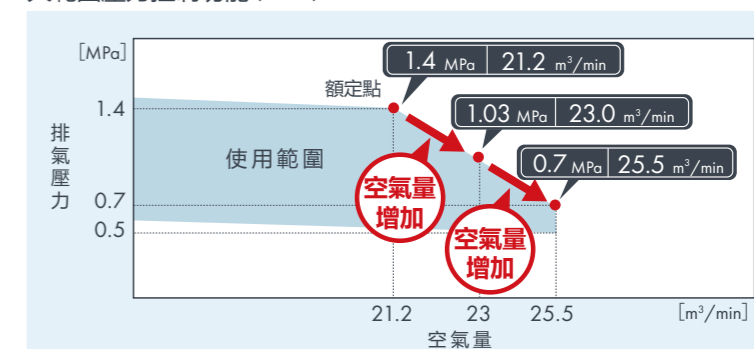 [MPa]
1.4 MPa 21.2 m³/min
額定點
1.4
1.03 MPa 23.0 m³/min
排氣壓力
使用範圍
0.7 MPa 25.5 m³/min
空氣量
增加
0.7
空氣量
增加
0.5
21.2 23 25.5 [m³/min]
空氣量